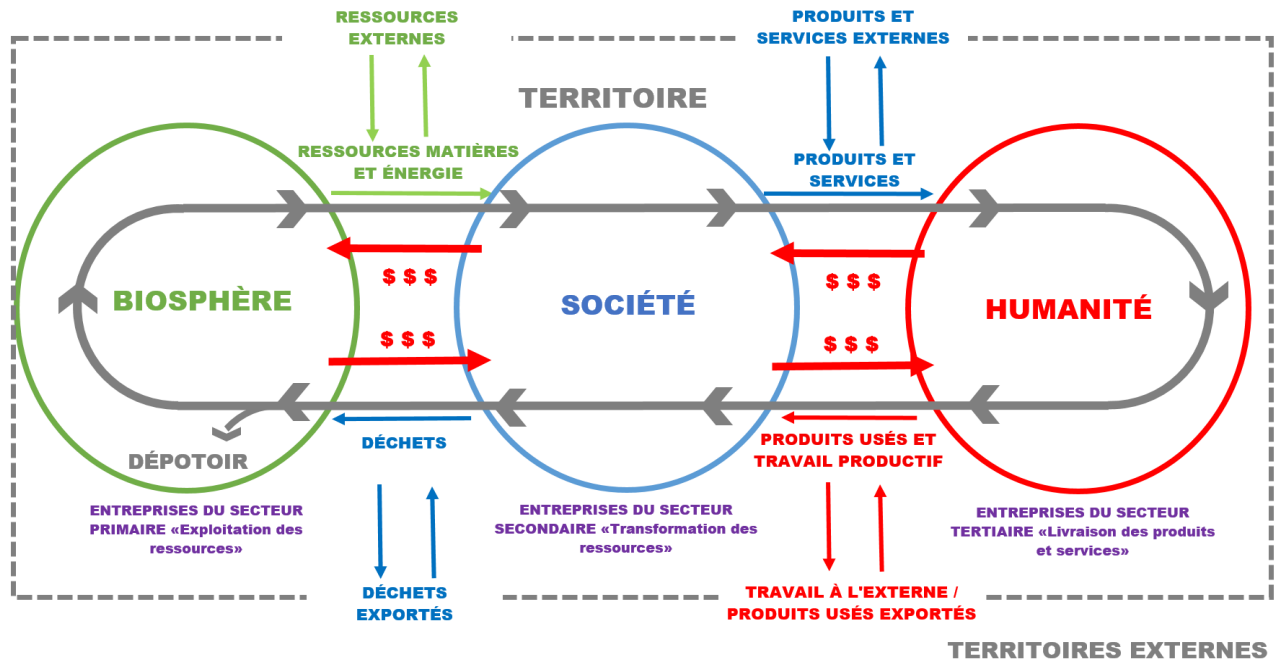 RESSOURCES
EXTERNES
PRODUITS ET
SERVICES EXTERNES
TERRITOIRE
RESSOURCES MATIÈRES
ET ÉNERGIE
PRODUITS ET
SERVICES
$ $ $
$ $ $
BIOSPHÈRE
SOCIÉTÉ
HUMANITÉ
$ $ $
$ $ $
DÉCHETS
PRODUITS USÉS ET
TRAVAIL PRODUCTIF
DÉPOTOIR
ENTREPRISES DU SECTEUR
PRIMAIRE «Exploitation des
ressources»
ENTREPRISES DU SECTEUR
SECONDAIRE «Transformation des
ressources»
ENTREPRISES DU SECTEUR
TERTIAIRE «Livraison des produits
et services»
DÉCHETS
EXPORTÉS
TRAVAIL À L'EXTERNE /
PRODUITS USÉS EXPORTÉS
TERRITOIRES EXTERNES